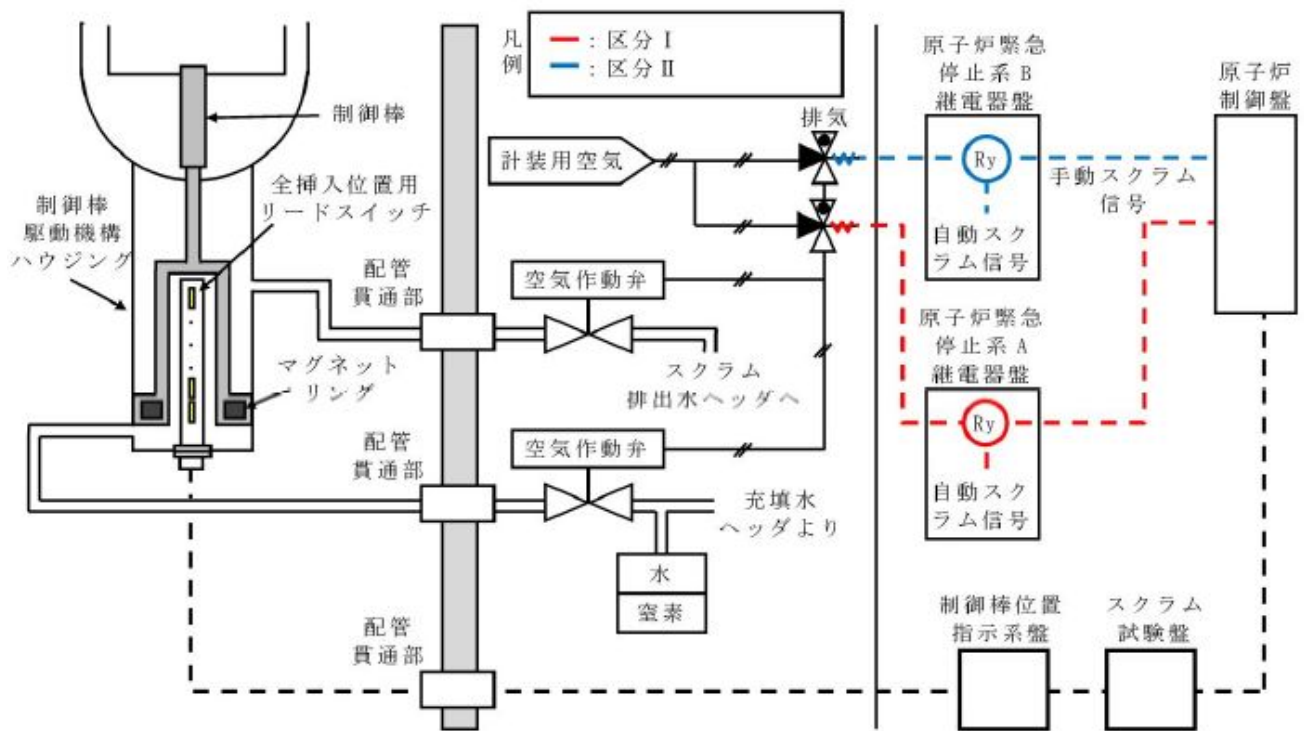 凡例
: 区分Ⅰ
: 区分Ⅱ
制御棒
全挿入位置用
リードスイッチ
制御棒
駆動機構
ハウジング
マグネット
ーリング
配管
貫通部
空気作動弁
スクラム
排出水ヘッダへ
配管
貫通部
空気作動弁
充填水
ヘッダより
水
窒素
配管
貫通部
計装用空気
排気
原子炉緊急
停止系B
継電器盤
Ry
自動スク
ラム信号
手動スクラム
信号
原子炉
制御盤
原子炉緊急
停止系A
継電器盤
Ry
自動スク
ラム信号
制御棒位置
指示系盤
スクラム
試験盤